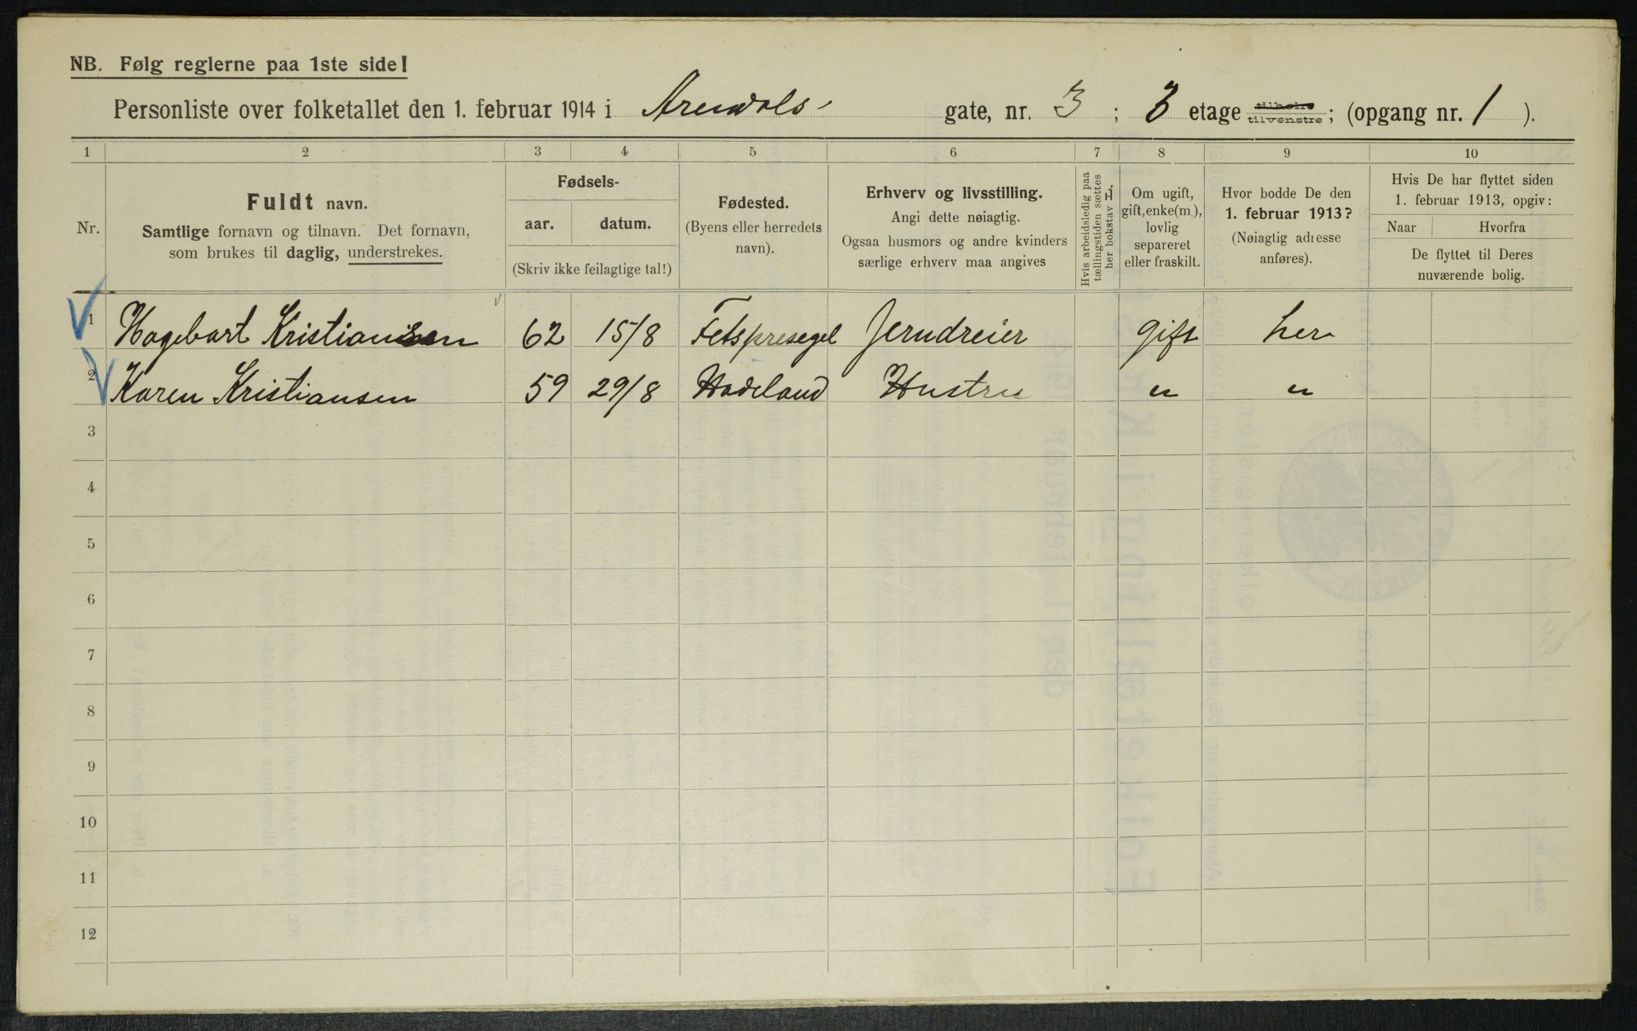 NB. Følg reglerne paa 1ste side!
Personliste over folketallet den 1. februar 1914 i Arendals gate, nr. 3 ; 3 etage tilhøire tilvenstre ; (opgang nr. 1 ).
1 2 3 4 5 6 7 8 9 10
Nr.
Fuldt navn.
Samtlige fornavn og tilnavn. Det fornavn,
som brukes til daglig, understrekes.
Fødsels-
aar. datum.
(Skriv ikke feilagtige tal!)
Fødested.
(Byens eller herredets
navn).
Erhverv og livsstilling.
Angi dette nøiagtig.
Ogsaa husmors og andre kvinders
særlige erhverv maa angives
Hvis arbeidsledig paa
tællingstiden sættes
her bokstav L.
Om ugift,
gift, enke(m.),
lovlig
separeret
eller fraskilt.
Hvor bodde De den
1. februar 1913?
(Nøiagtig adresse
anføres).
Hvis De har flyttet siden
1. februar 1913, opgiv:
Naar Hvorfra
De flyttet til Deres
nuværende bolig.
1 Hagebart Kristiansen 62 15/8 Jerndreier gift her
2 Karen Kristiansen 59 29/8 Hadeland Hustru " "
3
4
5
6
7
8
9
10
11
12